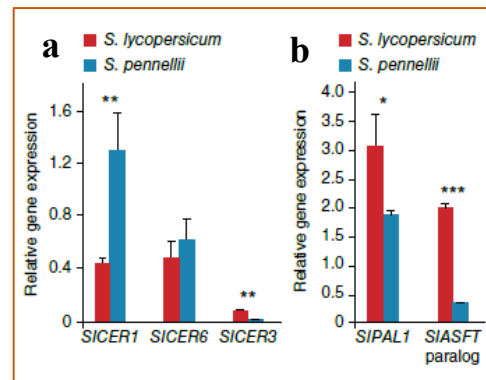 a
S. lycopersicum
S. pennellii
Relative gene expression
1.6
1.2
0.8
0.4
0
**
**
SlCER1 SlCER6 SlCER3
b
S. lycopersicum
S. pennellii
Relative gene expression
4.0
3.5
3.0
2.5
2.0
1.5
1.0
0.5
0
*
***
SlPAL1 SlASFT
paralog